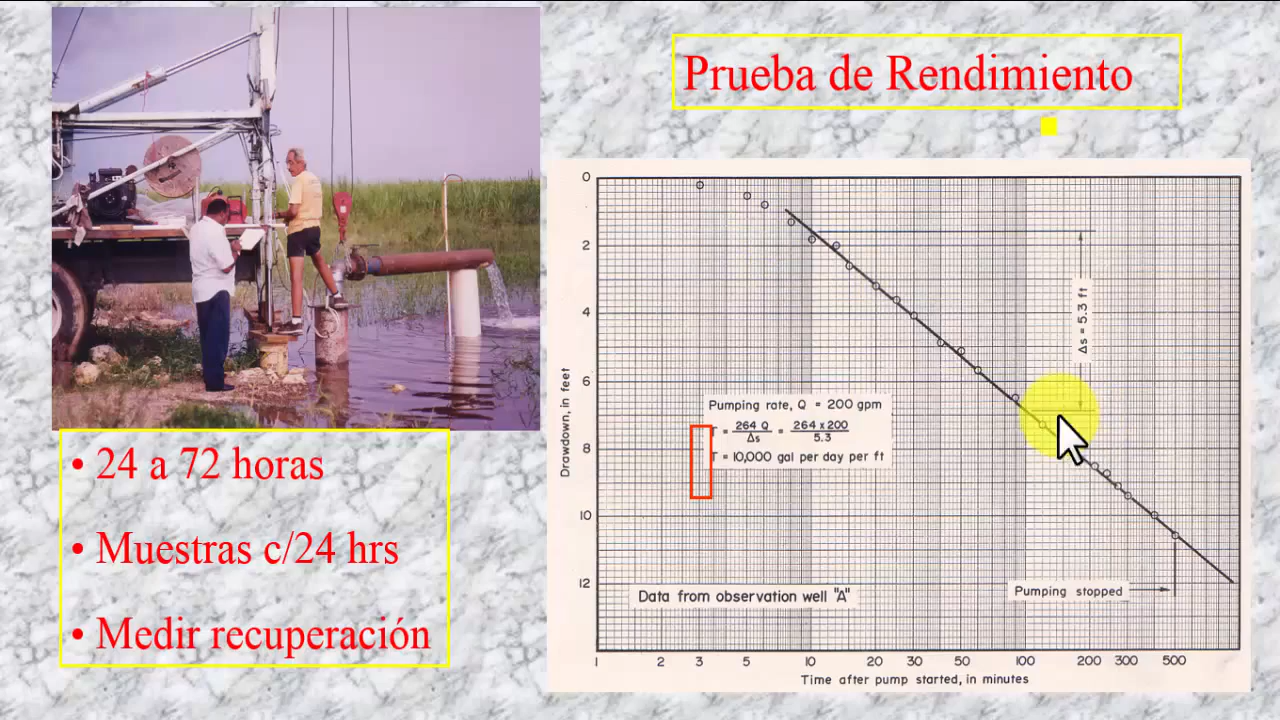 Prueba de Rendimiento
• 24 a 72 horas
• Muestras c/24 hrs
• Medir recuperación
0
2
4
6
8
10
12
Drawdown, in feet
Δs = 5.3 ft
Pumping rate, Q = 200 gpm
T = 264 Q / Δs = 264 x 200 / 5.3
T = 10,000 gal per day per ft
Data from observation well "A"
Pumping stopped
1 2 3 5 10 20 30 50 100 200 300 500
Time after pump started, in minutes